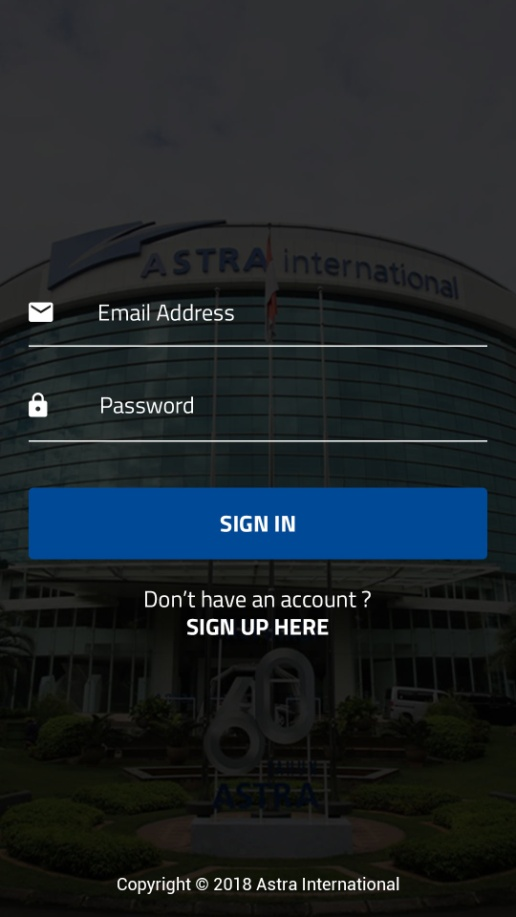 ASTRA international
Email Address
Password
SIGN IN
Don't have an account ?
SIGN UP HERE
60
ASTRA
Copyright © 2018 Astra International